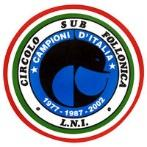 CIRCOLO SUB FOLLONICA
CAMPIONI D'ITALIA
1977 - 1987 - 2002
L.N.I.